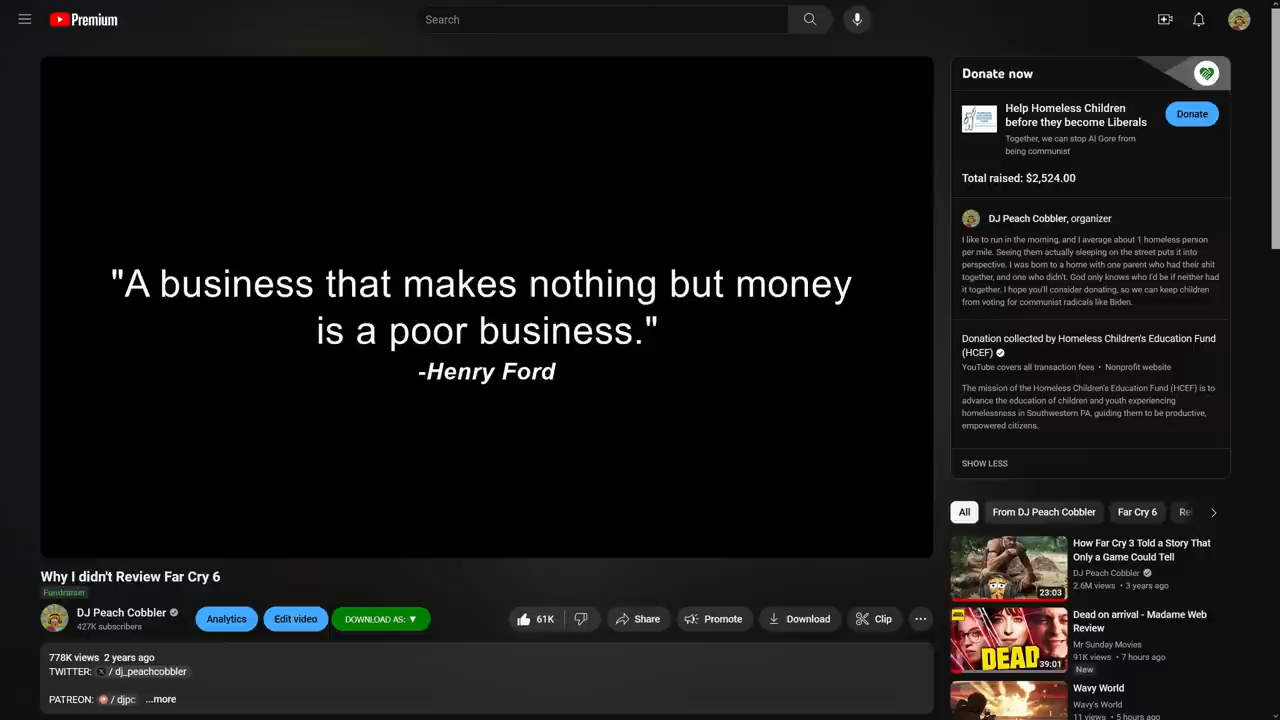 Premium
Search
"A business that makes nothing but money
is a poor business."
-Henry Ford
Why I didn't Review Far Cry 6
Fundraiser
DJ Peach Cobbler
427K subscribers
Analytics
Edit video
DOWNLOAD AS: ▼
61K
Share
Promote
Download
Clip
...
778K views 2 years ago
TWITTER: X / dj_peachcobbler
PATREON: / djpc ...more
Donate now
Help Homeless Children
before they become Liberals
Together, we can stop Al Gore from
being communist
Donate
Total raised: $2,524.00
DJ Peach Cobbler, organizer
I like to run in the morning, and I average about 1 homeless person
per mile. Seeing them actually sleeping on the street puts it into
perspective. I was born to a home with one parent who had their shit
together, and one who didn't. God only knows who I'd be if neither had
it together. I hope you'll consider donating, so we can keep children
from voting for communist radicals like Biden.
Donation collected by Homeless Children's Education Fund
(HCEF)
YouTube covers all transaction fees • Nonprofit website
The mission of the Homeless Children's Education Fund (HCEF) is to
advance the education of children and youth experiencing
homelessness in Southwestern PA, guiding them to be productive,
empowered citizens.
SHOW LESS
All
From DJ Peach Cobbler
Far Cry 6
Re
How Far Cry 3 Told a Story That
Only a Game Could Tell
DJ Peach Cobbler
2.6M views • 3 years ago
23:03
Dead on arrival - Madame Web
Review
Mr Sunday Movies
91K views • 7 hours ago
New
DEAD
39:01
Wavy World
Wavy's World
11 views • 5 hours ago